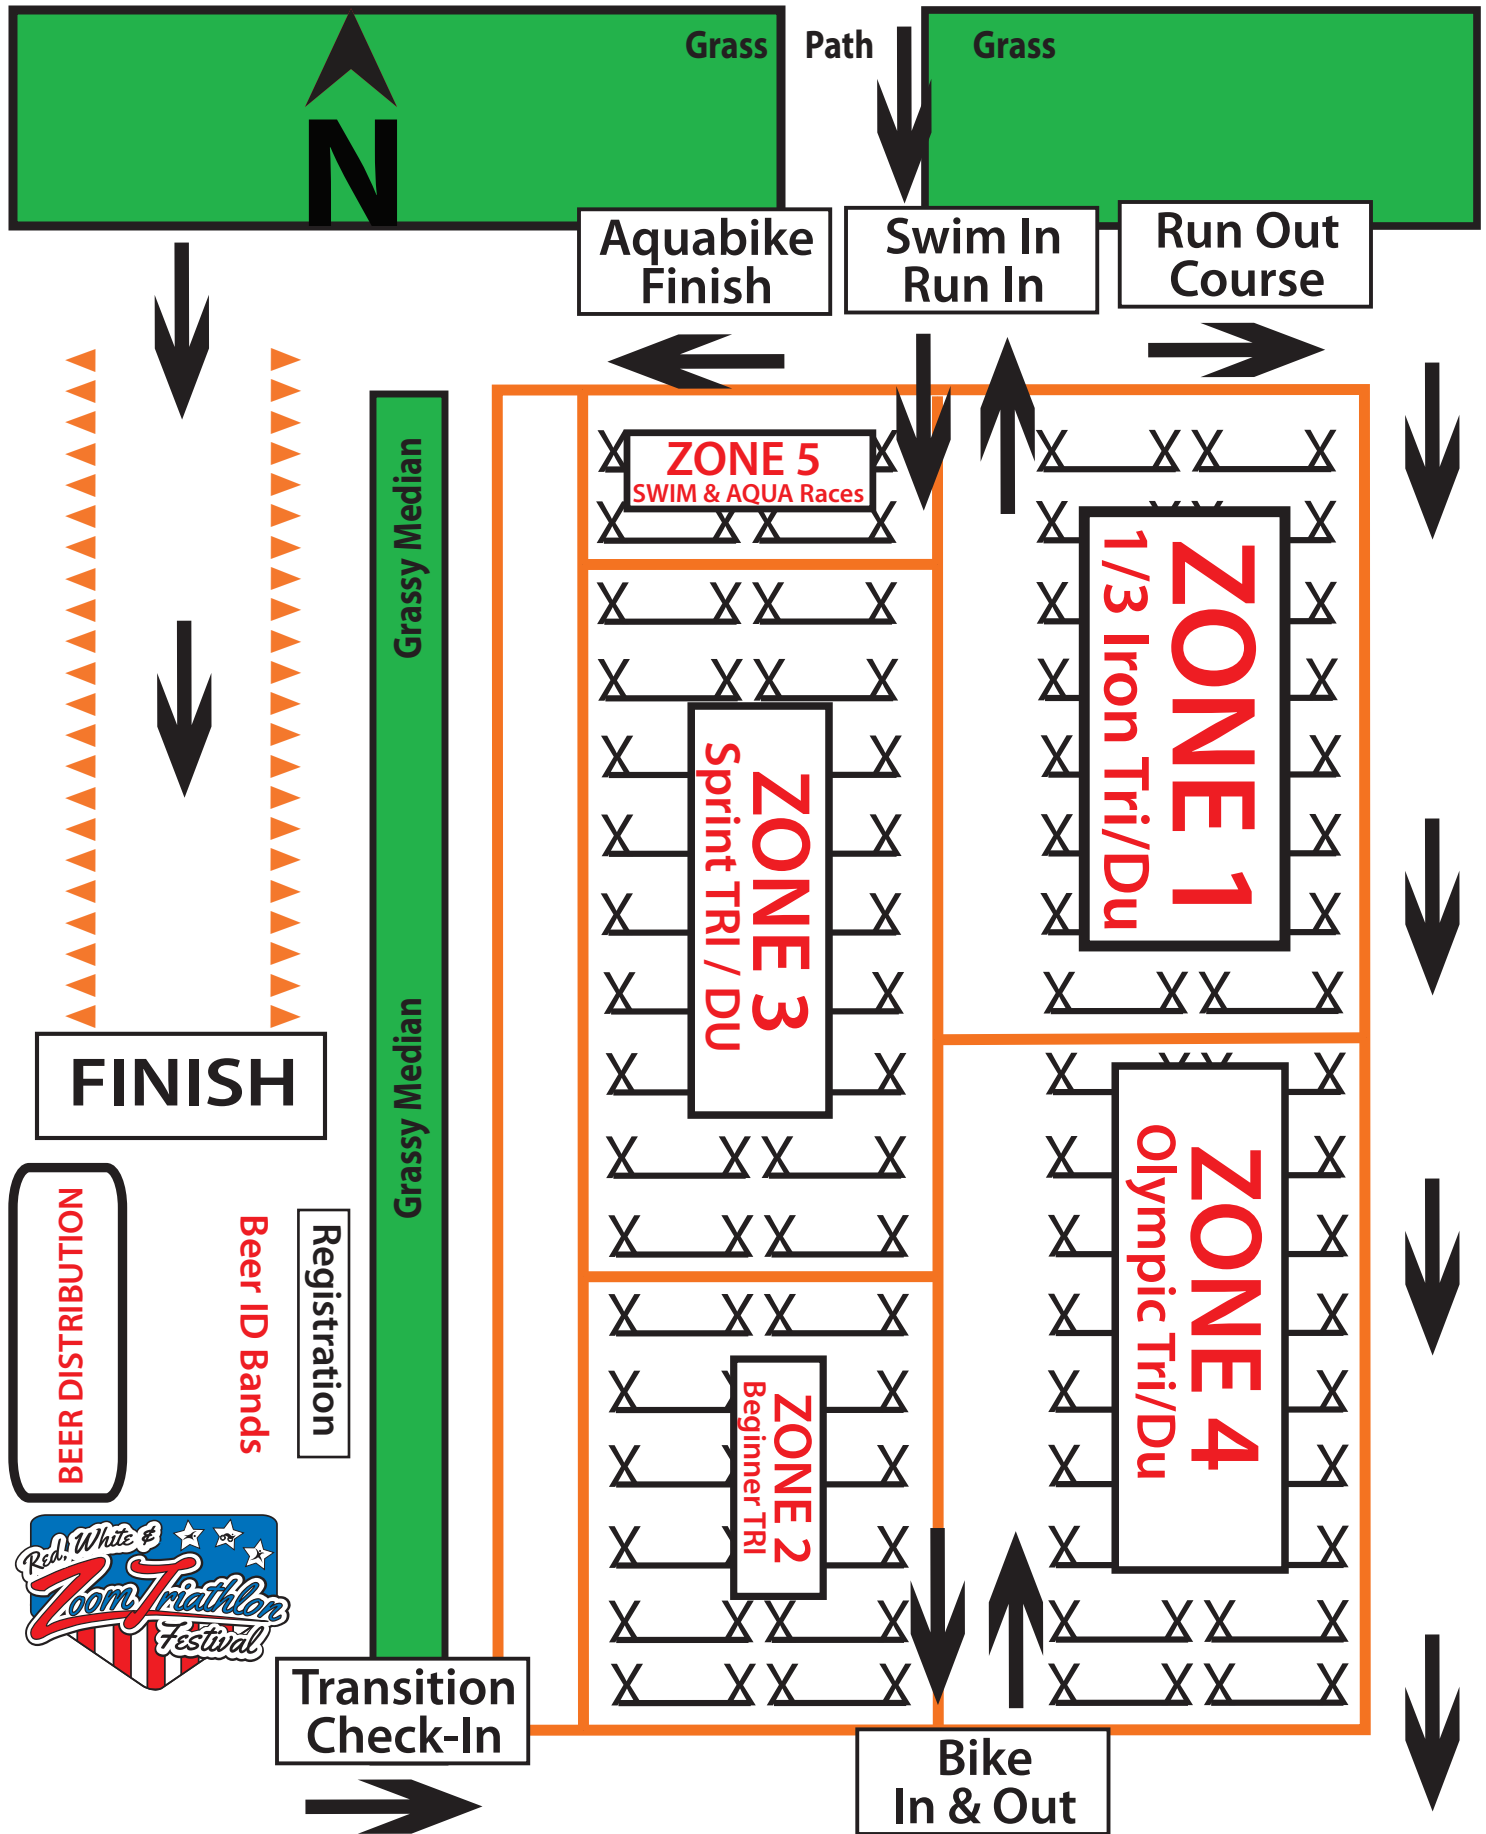 Grass
Path
Grass
N
Aquabike
Finish
Swim In
Run In
Run Out
Course
Grassy Median
ZONE 5
SWIM & AQUA Races
ZONE 1
1/3 Iron Tri/Du
ZONE 3
Sprint TRI / DU
Grassy Median
FINISH
BEER DISTRIBUTION
Beer ID Bands
Registration
ZONE 4
Olympic Tri/Du
ZONE 2
Beginner TRI
Red, White &
Zoom Triathlon
Festival
Transition
Check-In
Bike
In & Out